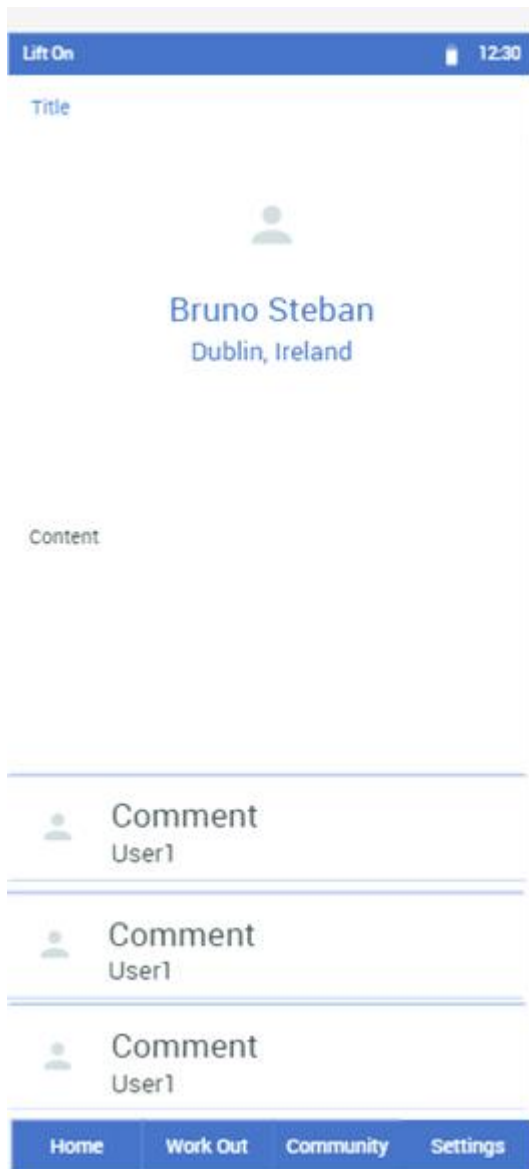 Lift On 12:30
Title
Bruno Steban
Dublin, Ireland
Content
Comment
User1
Comment
User1
Comment
User1
Home Work Out Community Settings